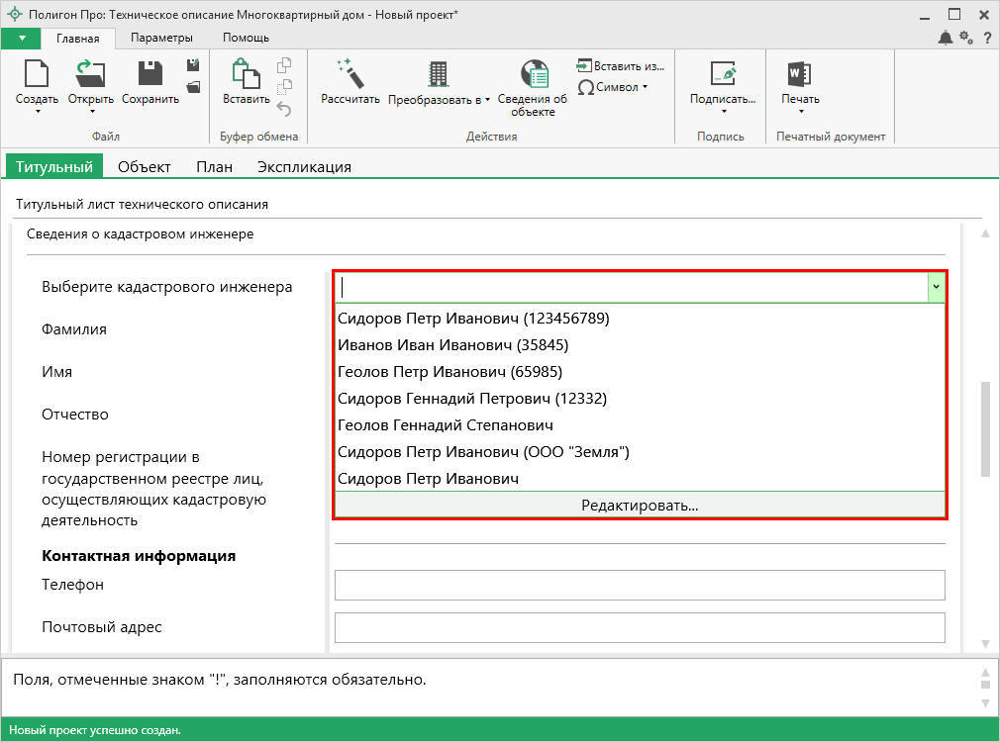 Полигон Про: Техническое описание Многоквартирный дом - Новый проект*
Главная Параметры Помощь
?
Создать Открыть Сохранить Вставить Рассчитать Преобразовать в Сведения об объекте Вставить из... Символ Подписать... Печать
Файл Буфер обмена Действия Подпись Печатный документ
Титульный Объект План Экспликация
Титульный лист технического описания
Сведения о кадастровом инженере
Выберите кадастрового инженера
Сидоров Петр Иванович (123456789)
Фамилия
Иванов Иван Иванович (35845)
Имя
Геолов Петр Иванович (65985)
Сидоров Геннадий Петрович (12332)
Отчество
Геолов Геннадий Степанович
Сидоров Петр Иванович (ООО "Земля")
Номер регистрации в
государственном реестре лиц,
осуществляющих кадастровую
деятельность
Сидоров Петр Иванович
Редактировать...
Контактная информация
Телефон
Почтовый адрес
Поля, отмеченные знаком "!", заполняются обязательно.
Новый проект успешно создан.